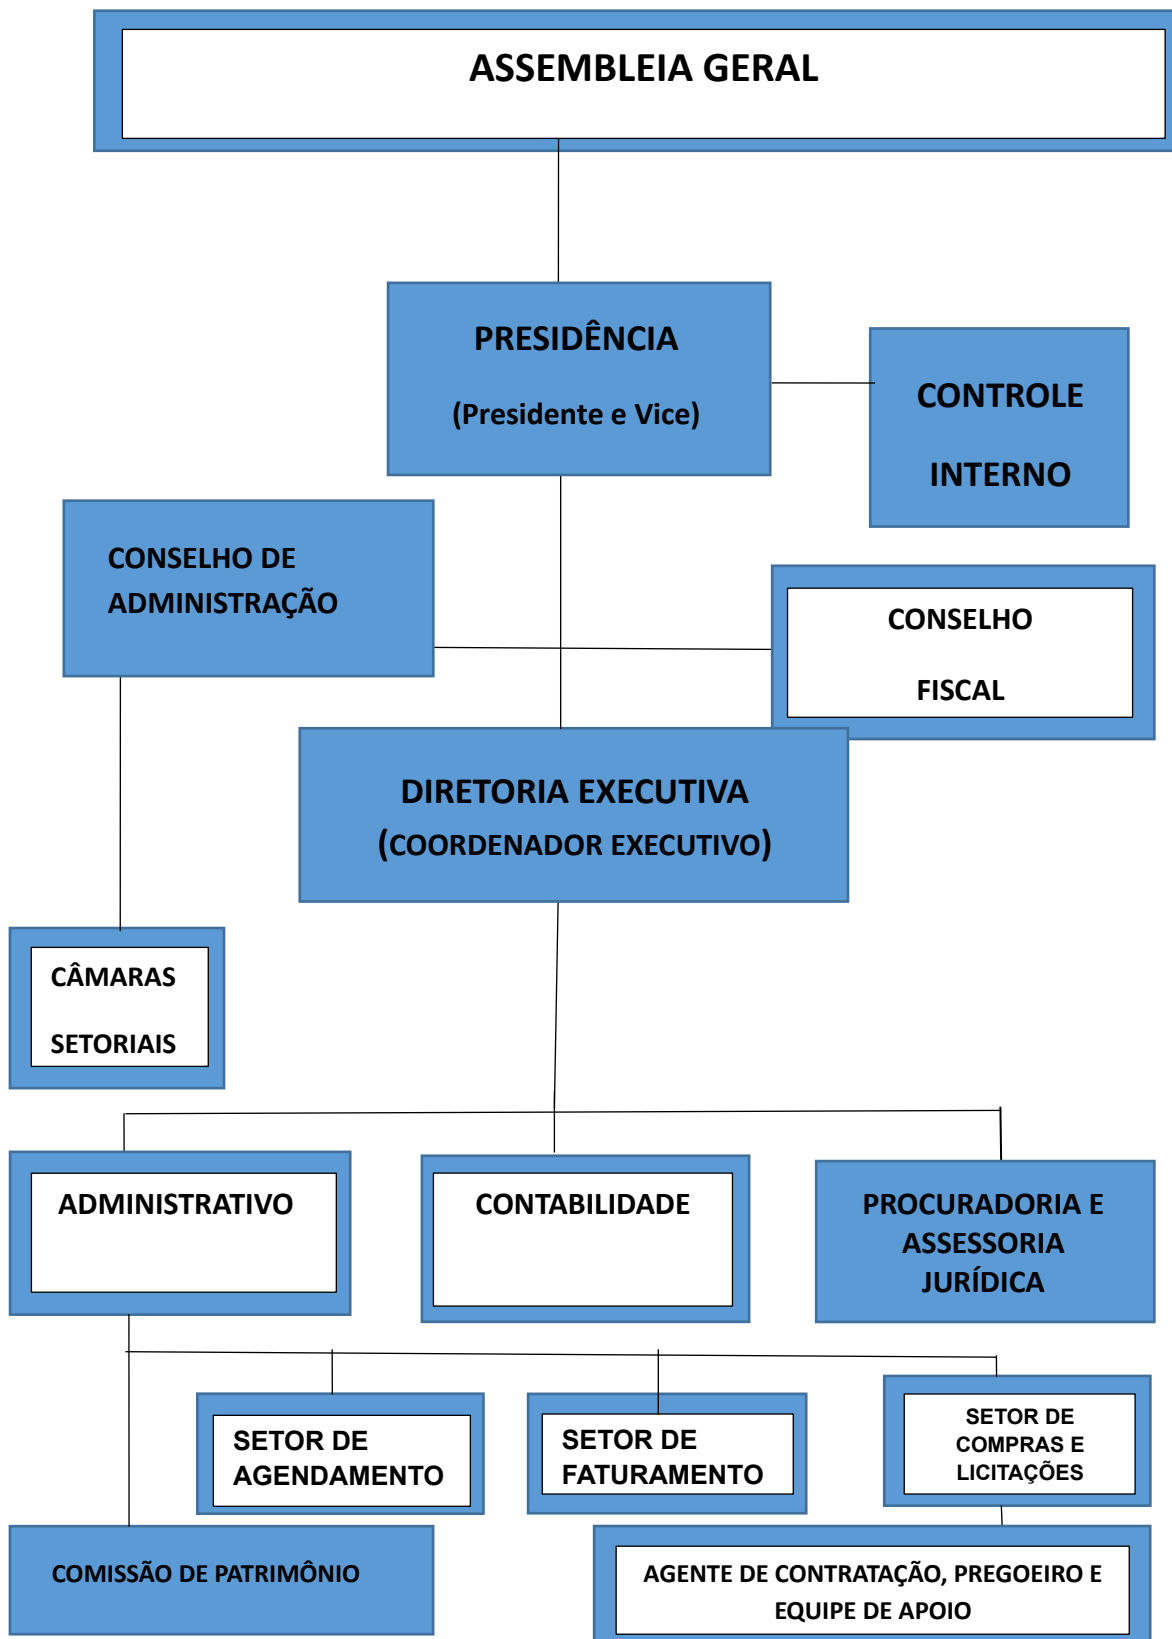 ASSEMBLEIA GERAL
PRESIDÊNCIA
(Presidente e Vice)
CONTROLE
INTERNO
CONSELHO DE
ADMINISTRAÇÃO
CONSELHO
FISCAL
DIRETORIA EXECUTIVA
(COORDENADOR EXECUTIVO)
CÂMARAS
SETORIAIS
ADMINISTRATIVO
CONTABILIDADE
PROCURADORIA E
ASSESSORIA
JURÍDICA
SETOR DE
AGENDAMENTO
SETOR DE
FATURAMENTO
SETOR DE
COMPRAS E
LICITAÇÕES
COMISSÃO DE PATRIMÔNIO
AGENTE DE CONTRATAÇÃO, PREGOEIRO E
EQUIPE DE APOIO